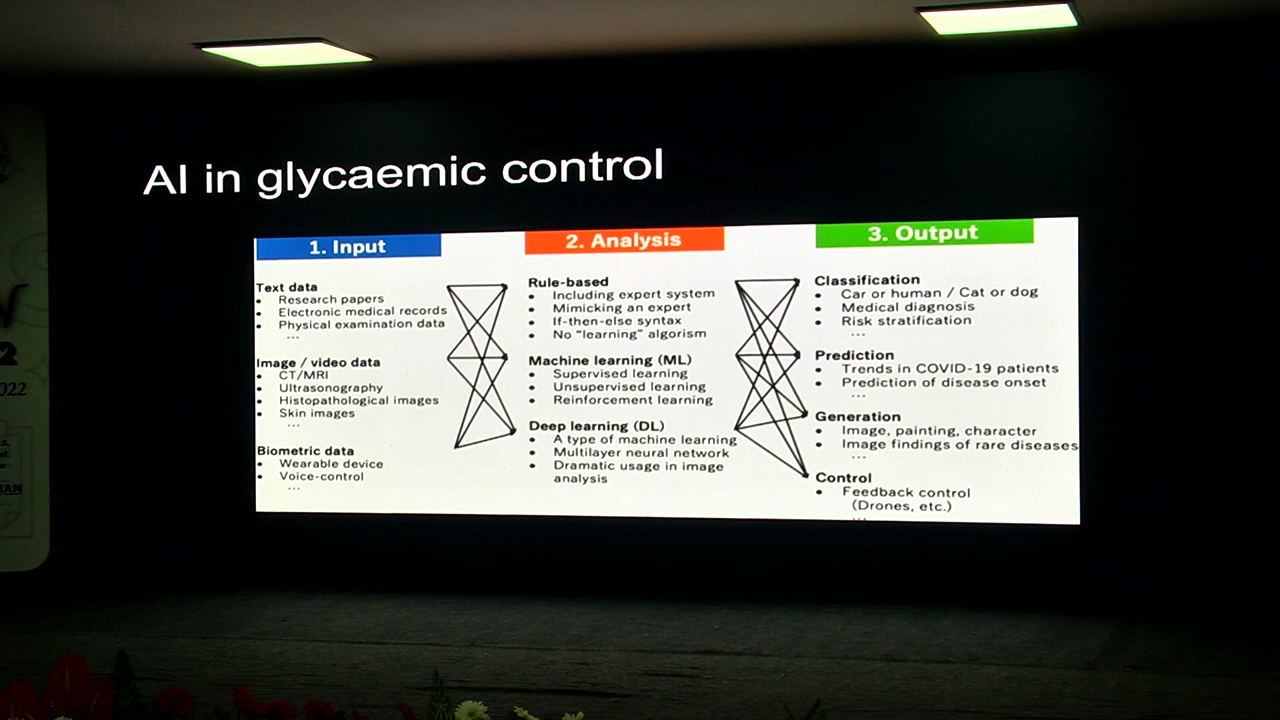 AI in glycaemic control
1. Input
Text data
• Research papers
• Electronic medical records
• Physical examination data
...
Image / video data
• CT/MRI
• Ultrasonography
• Histopathological images
• Skin images
...
Biometric data
• Wearable device
• Voice-control
...
2. Analysis
Rule-based
• Including expert system
• Mimicking an expert
• If-then-else syntax
• No “learning” algorism
Machine learning (ML)
• Supervised learning
• Unsupervised learning
• Reinforcement learning
Deep learning (DL)
• A type of machine learning
• Multilayer neural network
• Dramatic usage in image
analysis
3. Output
Classification
• Car or human / Cat or dog
• Medical diagnosis
• Risk stratification
...
Prediction
• Trends in COVID-19 patients
• Prediction of disease onset
...
Generation
• Image, painting, character
• Image findings of rare diseases
...
Control
• Feedback control
(Drones, etc.)
...
2
2022